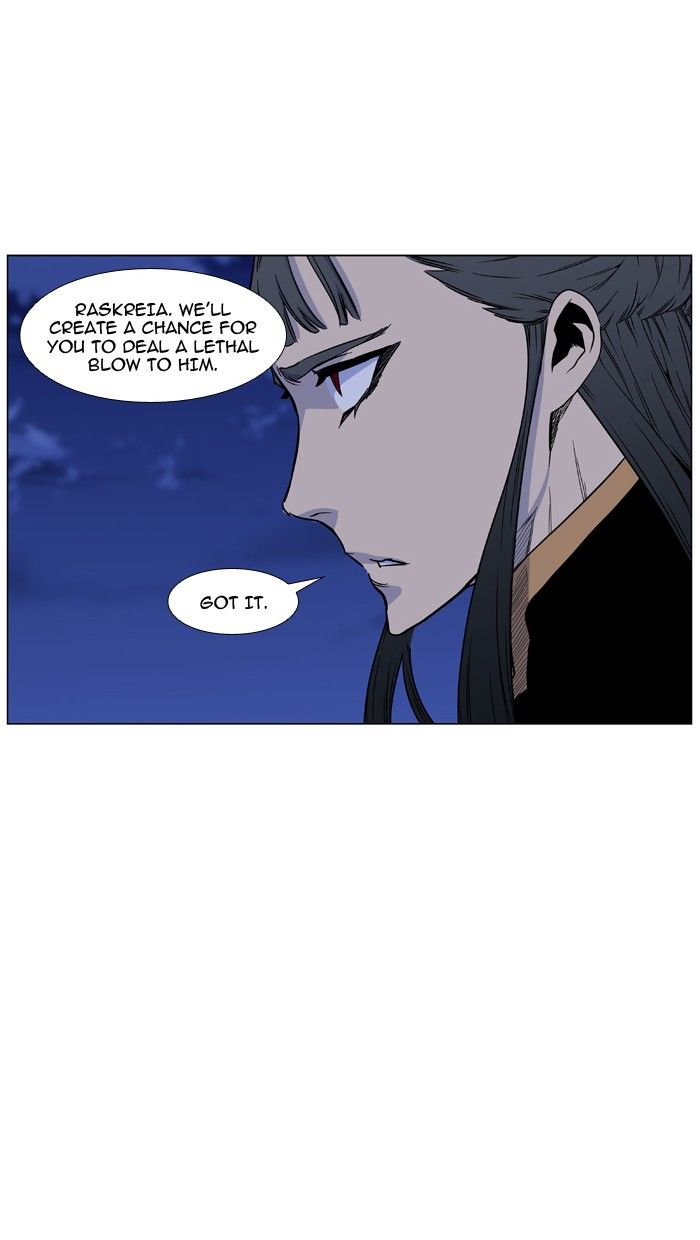 RASKREIA. WE'LL
CREATE A CHANCE FOR
YOU TO DEAL A LETHAL
BLOW TO HIM.
GOT IT.